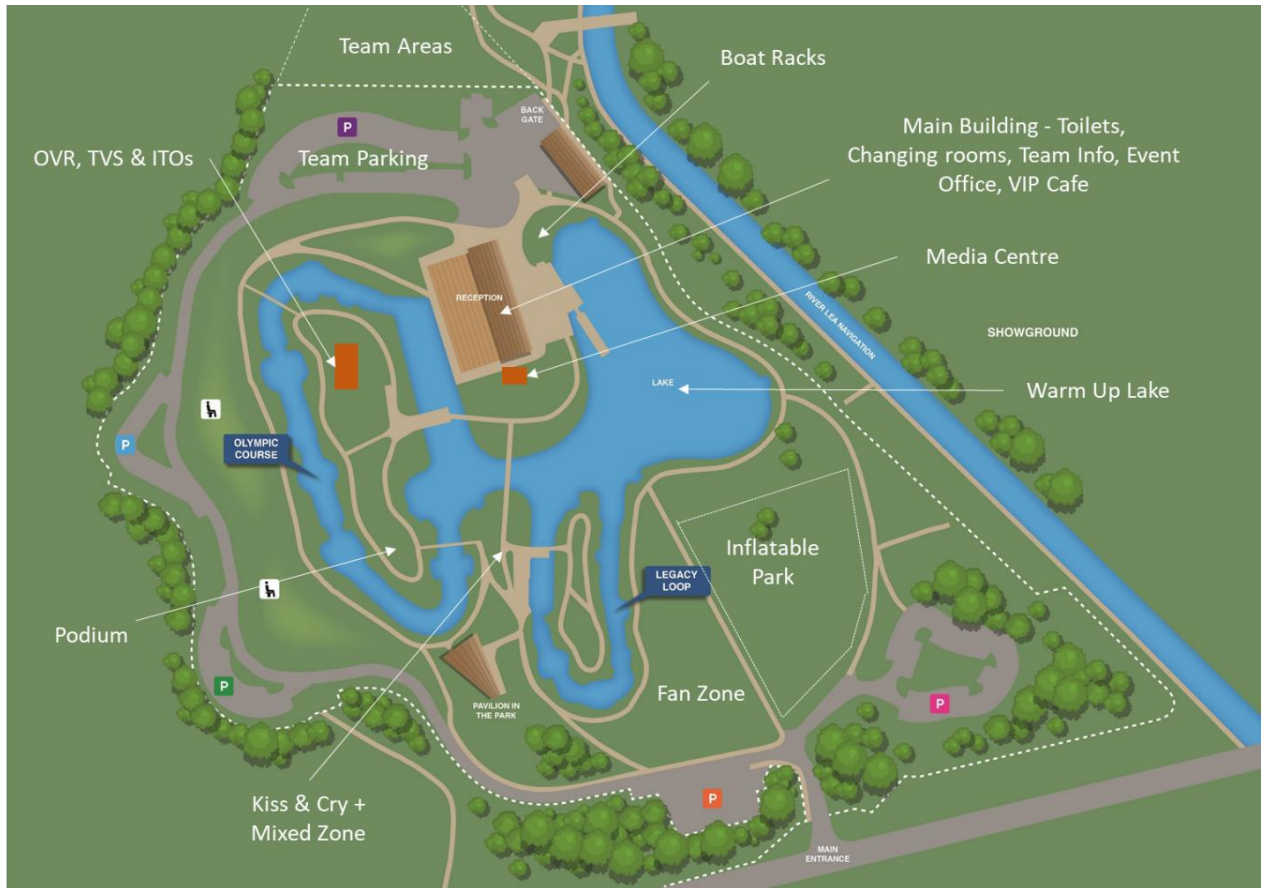 Team Areas
Boat Racks
BACK
GATE
P
Main Building - Toilets,
Changing rooms, Team Info, Event
Office, VIP Cafe
OVR, TVS & ITOs
Team Parking
Media Centre
RECEPTION
RIVER LEA NAVIGATION
SHOWGROUND
LAKE
Warm Up Lake
P
OLYMPIC
COURSE
Inflatable
Park
LEGACY
LOOP
Podium
P
Fan Zone
PAVILION IN
THE PARK
P
Kiss & Cry +
Mixed Zone
P
MAIN
ENTRANCE